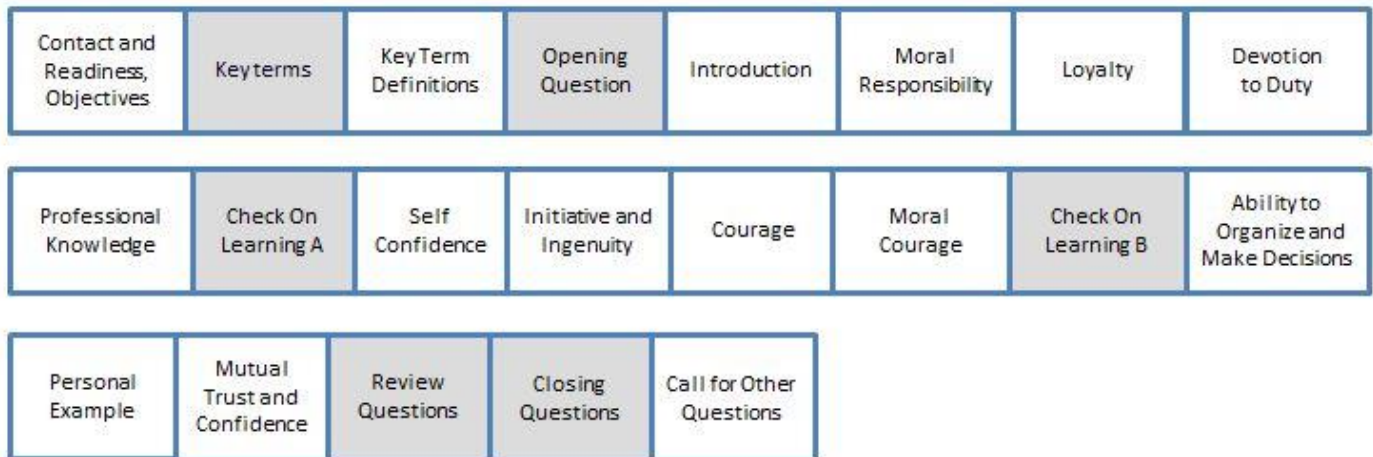 Contact and
Readiness,
Objectives
Key terms
Key Term
Definitions
Opening
Question
Introduction
Moral
Responsibility
Loyalty
Devotion
to Duty
Professional
Knowledge
Check On
Learning A
Self
Confidence
Initiative and
Ingenuity
Courage
Moral
Courage
Check On
Learning B
Ability to
Organize and
Make Decisions
Personal
Example
Mutual
Trust and
Confidence
Review
Questions
Closing
Questions
Call for Other
Questions